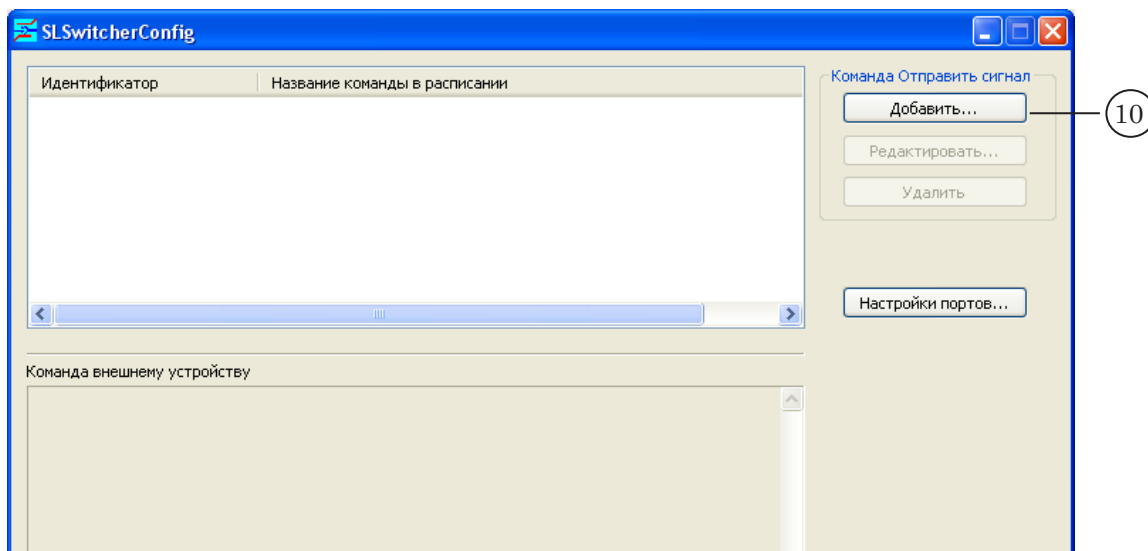 SLSwitcherConfig
Идентификатор Название команды в расписании
Команда Отправить сигнал
Добавить...
10
Редактировать...
Удалить
Настройки портов...
Команда внешнему устройству